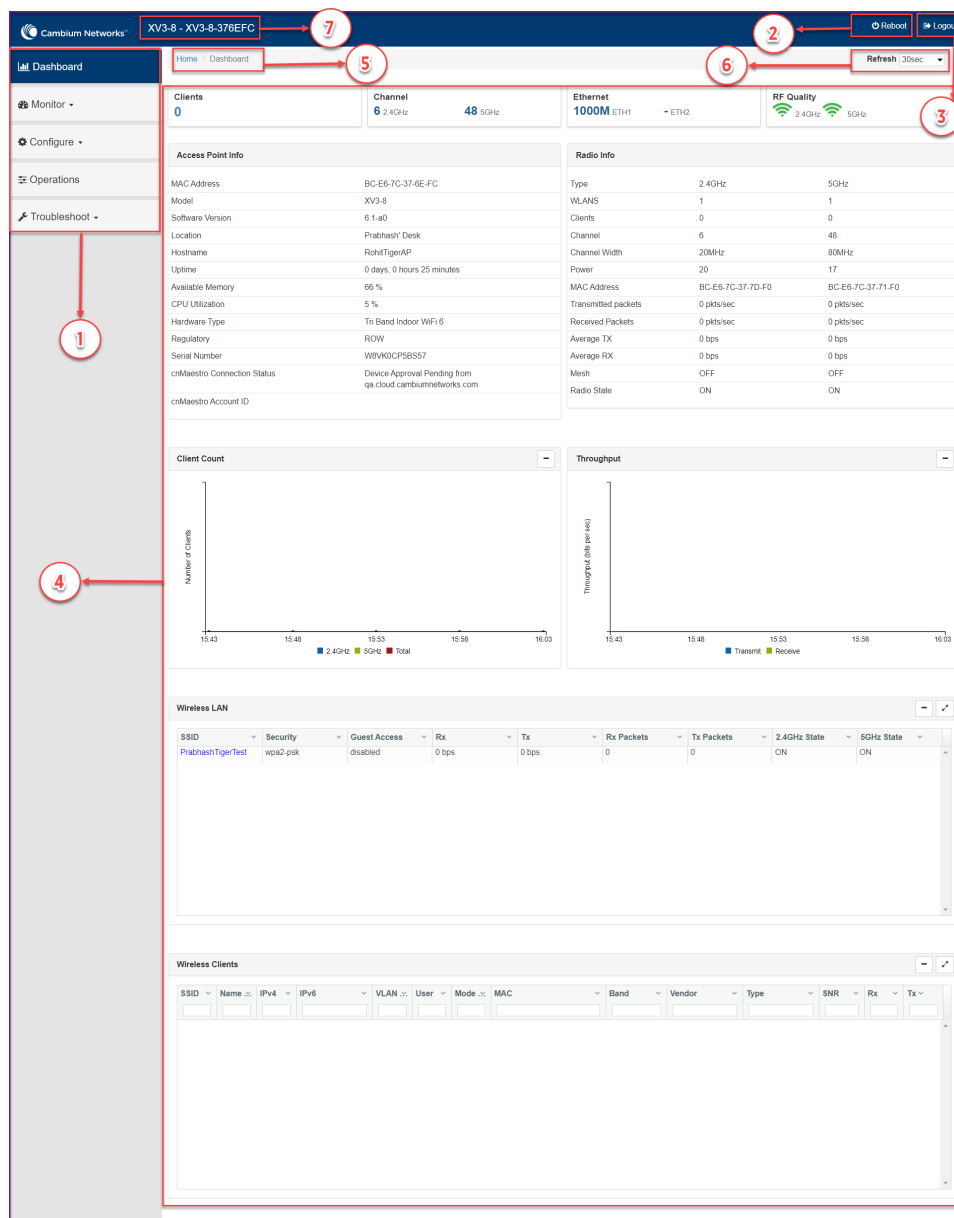 Cambium Networks™
XV3-8 - XV3-8-376EFC
7
2
Reboot
Logou
Dashboard
Monitor
Configure
Operations
Troubleshoot
1
4
Home / Dashboard
5
6
Refresh 30sec
3
Clients
0
Channel
6 2.4GHz 48 5GHz
Ethernet
1000M ETH1 - ETH2
RF Quality
2.4GHz 5GHz
Access Point Info
MAC Address BC-E6-7C-37-6E-FC
Model XV3-8
Software Version 6.1-a0
Location Prabhash' Desk
Hostname RohitTigerAP
Uptime 0 days, 0 hours 25 minutes
Available Memory 66 %
CPU Utilization 5 %
Hardware Type Tri Band Indoor WiFi 6
Regulatory ROW
Serial Number W8VK0CP5BS57
cnMaestro Connection Status Device Approval Pending from
qa.cloud.cambiumnetworks.com
cnMaestro Account ID
Radio Info
Type 2.4GHz 5GHz
WLANS 1 1
Clients 0 0
Channel 6 48
Channel Width 20MHz 80MHz
Power 20 17
MAC Address BC-E6-7C-37-7D-F0 BC-E6-7C-37-71-F0
Transmitted packets 0 pkts/sec 0 pkts/sec
Received Packets 0 pkts/sec 0 pkts/sec
Average TX 0 bps 0 bps
Average RX 0 bps 0 bps
Mesh OFF OFF
Radio State ON ON
Client Count
Number of Clients
15:43 15:48 15:53 15:58 16:03
2.4GHz 5GHz Total
Throughput
Throughput (bits per sec)
15:43 15:48 15:53 15:58 16:03
Transmit Receive
Wireless LAN
SSID Security Guest Access Rx Tx Rx Packets Tx Packets 2.4GHz State 5GHz State
PrabhashTigerTest wpa2-psk disabled 0 bps 0 bps 0 0 ON ON
Wireless Clients
SSID Name IPv4 IPv6 VLAN User Mode MAC Band Vendor Type SNR Rx Tx